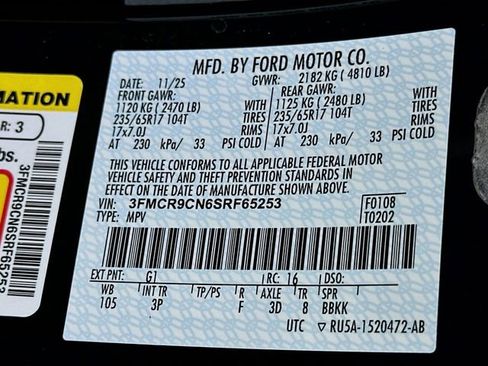 MFD. BY FORD MOTOR CO.
DATE: 11/25 GVWR: 2182 KG ( 4810 LB)
FRONT GAWR: REAR GAWR:
1120 KG ( 2470 LB) WITH 1125 KG ( 2480 LB)
235/65R17 104T TIRES 235/65R17 104T
17x7.0J RIMS 17x7.0J
AT 230 kPa/ 33 PSI COLD AT 230 kPa/ 33 PSI COLD
THIS VEHICLE CONFORMS TO ALL APPLICABLE FEDERAL MOTOR
VEHICLE SAFETY AND THEFT PREVENTION STANDARDS IN
EFFECT ON THE DATE OF MANUFACTURE SHOWN ABOVE.
VIN: 3FMCR9CN6SRF65253 F0108
TYPE: MPV T0202
EXT PNT: G1 RC: 16 DSO:
WB INT TR TP/PS R AXLE TR SPR
105 3P F 3D 8 BBKK
UTC RU5A-1520472-AB
MATION
R: 3
bs.
3FMCR9CN6SRF65253